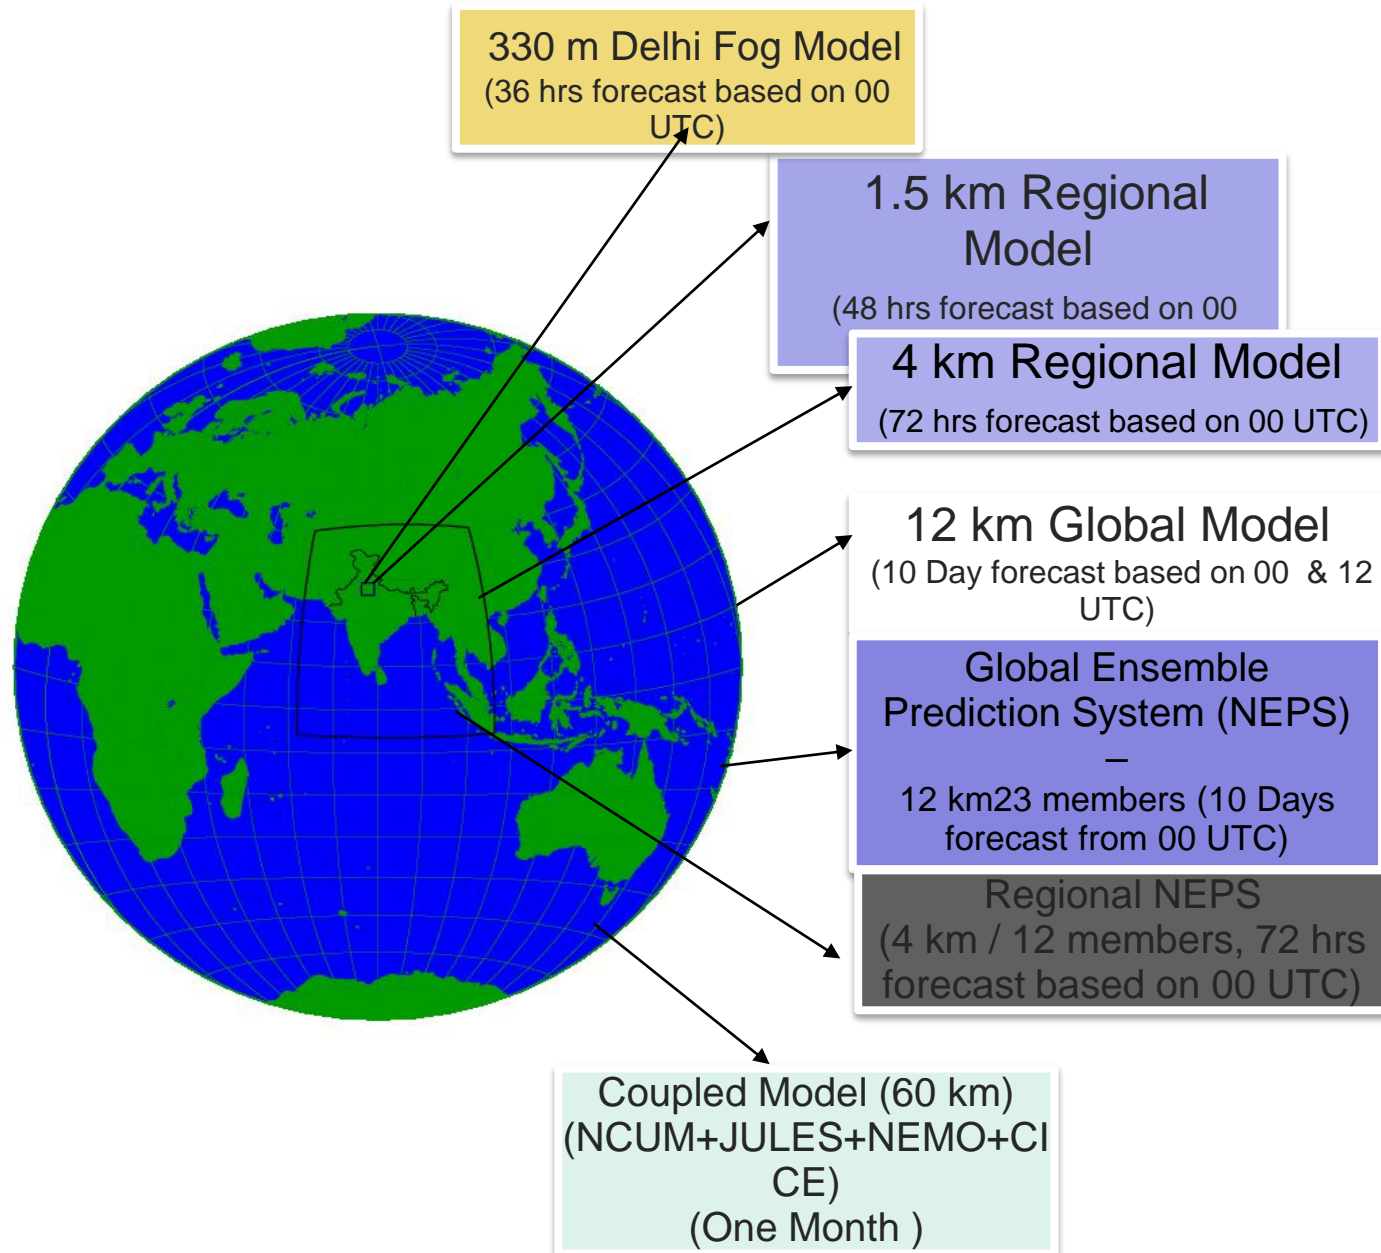 330 m Delhi Fog Model
(36 hrs forecast based on 00
UTC)
1.5 km Regional
Model
(48 hrs forecast based on 00
4 km Regional Model
(72 hrs forecast based on 00 UTC)
12 km Global Model
(10 Day forecast based on 00 & 12
UTC)
Global Ensemble
Prediction System (NEPS)
–
12 km23 members (10 Days
forecast from 00 UTC)
Regional NEPS
(4 km / 12 members, 72 hrs
forecast based on 00 UTC)
Coupled Model (60 km)
(NCUM+JULES+NEMO+CI
CE)
(One Month )